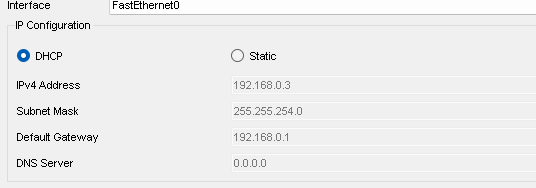 Interface FastEthernet0
IP Configuration
DHCP Static
IPv4 Address 192.168.0.3
Subnet Mask 255.255.254.0
Default Gateway 192.168.0.1
DNS Server 0.0.0.0